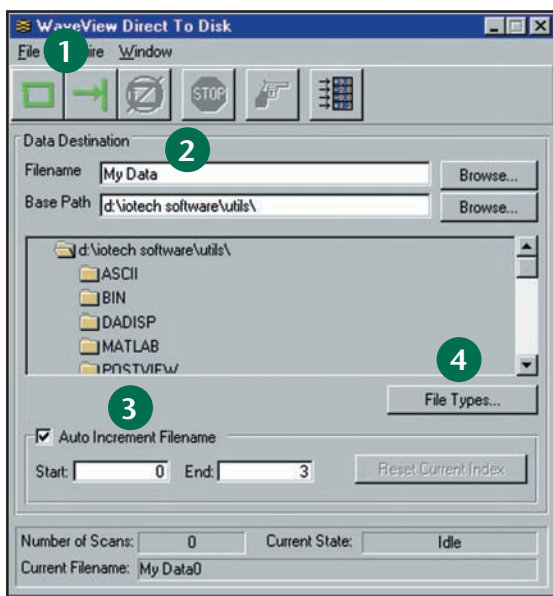 WaveView Direct To Disk
File ire Window
1
STOP
Data Destination
2
Filename My Data Browse...
Base Path d:\iotech software\utils\ Browse...
d:\iotech software\utils\
ASCII
BIN
DADISP
MATLAB
POSTVIEW
4
File Types...
3
Auto Increment Filename
Start: 0 End: 3 Reset Current Index
Number of Scans: 0 Current State: Idle
Current Filename: My Data0